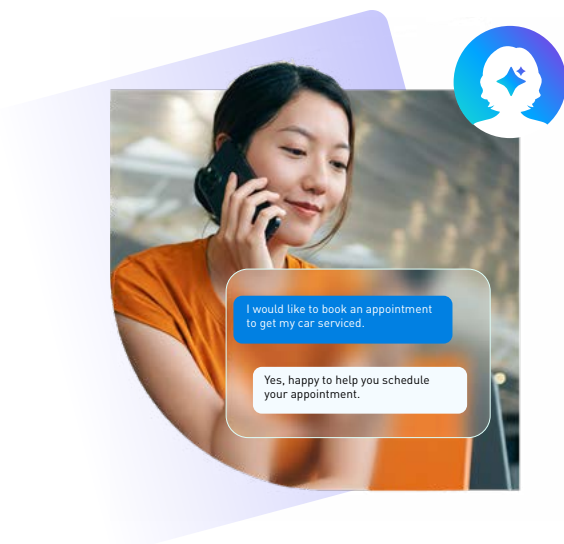 I would like to book an appointment
to get my car serviced.
Yes, happy to help you schedule
your appointment.